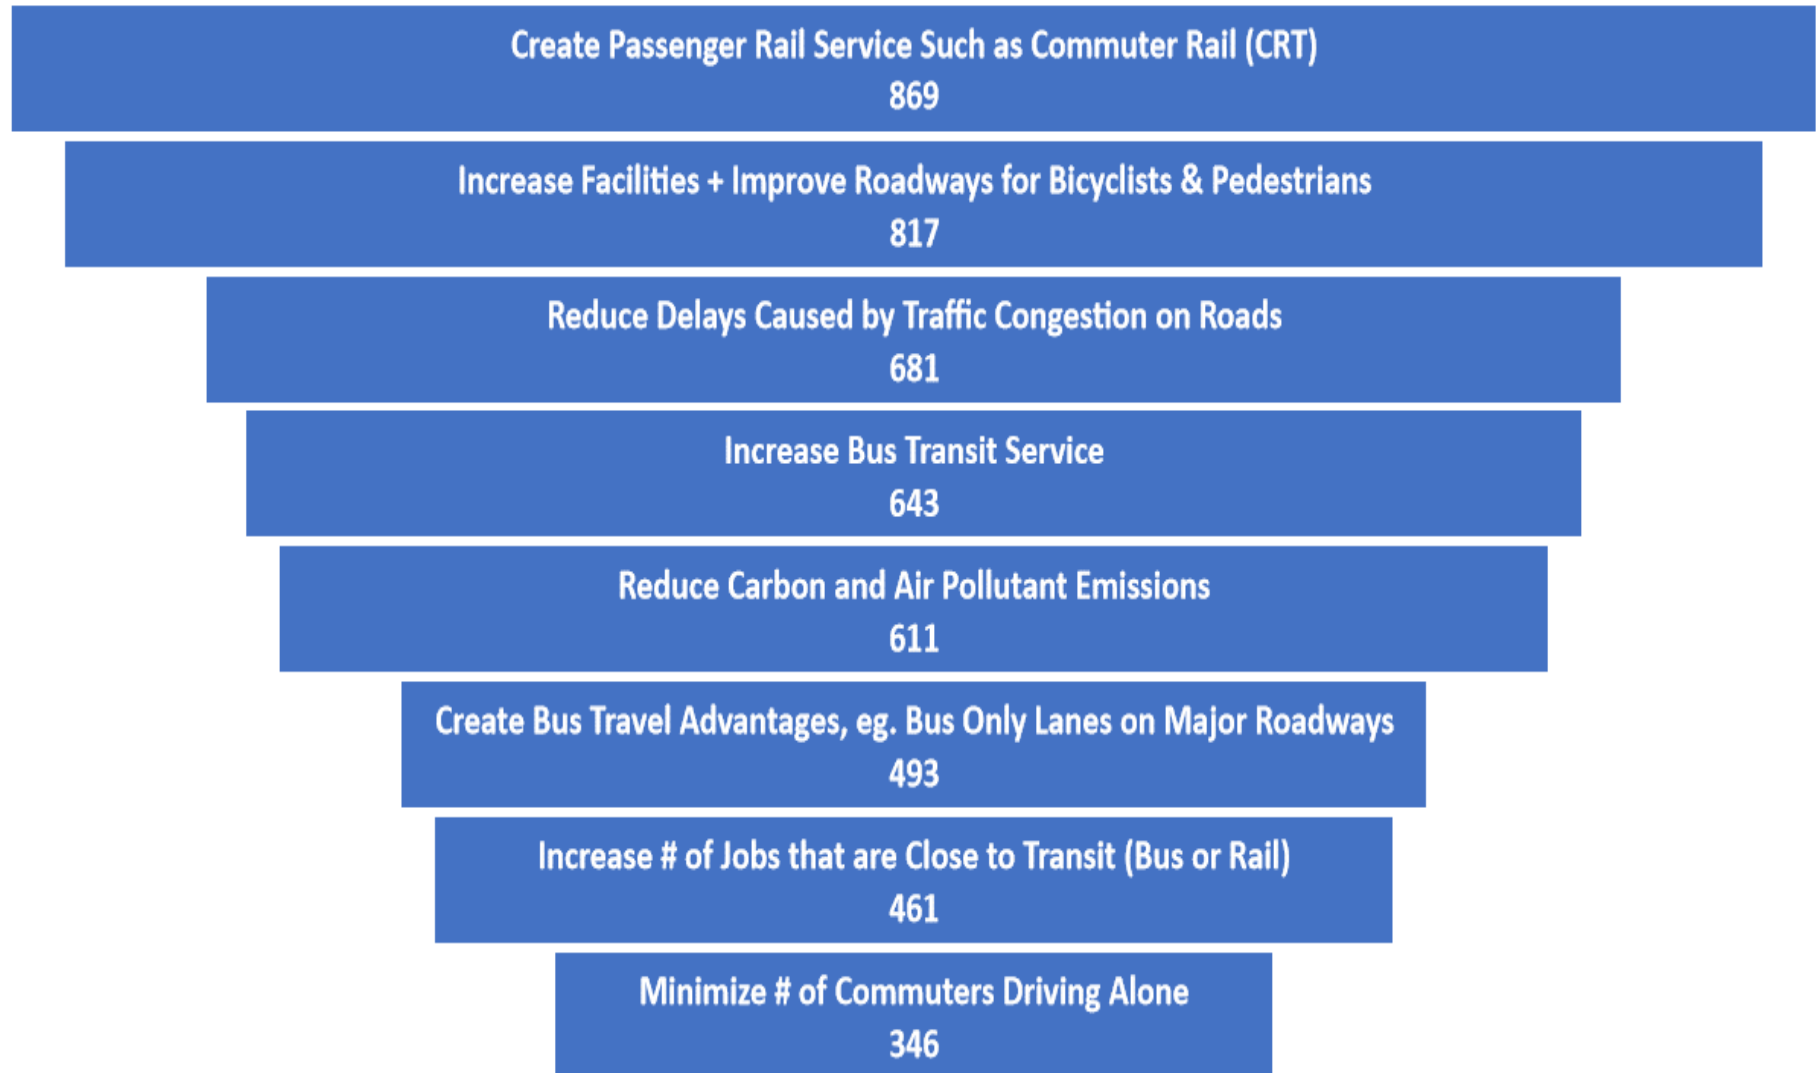 Create Passenger Rail Service Such as Commuter Rail (CRT)
869
Increase Facilities + Improve Roadways for Bicyclists & Pedestrians
817
Reduce Delays Caused by Traffic Congestion on Roads
681
Increase Bus Transit Service
643
Reduce Carbon and Air Pollutant Emissions
611
Create Bus Travel Advantages, eg. Bus Only Lanes on Major Roadways
493
Increase # of Jobs that are Close to Transit (Bus or Rail)
461
Minimize # of Commuters Driving Alone
346